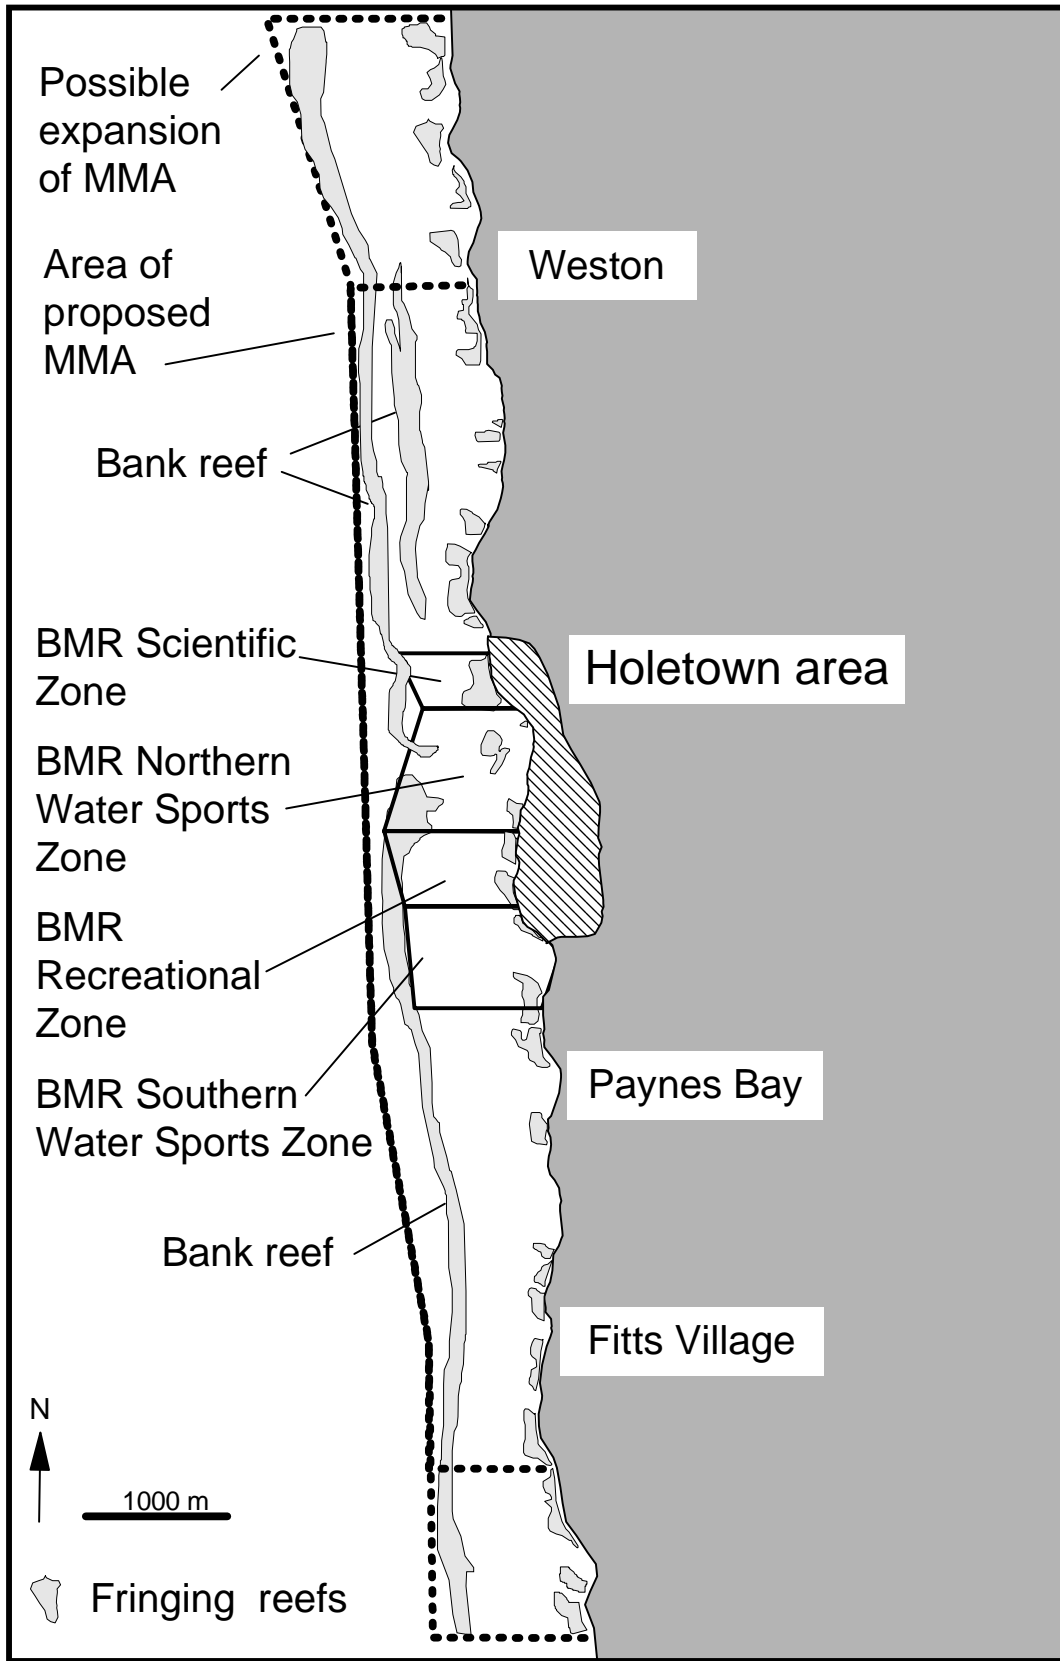 Possible
expansion
of MMA
Weston
Area of
proposed
MMA
Bank reef
BMR Scientific
Zone
Holetown area
BMR Northern
Water Sports
Zone
BMR
Recreational
Zone
Paynes Bay
BMR Southern
Water Sports Zone
Bank reef
Fitts Village
N
1000 m
Fringing reefs